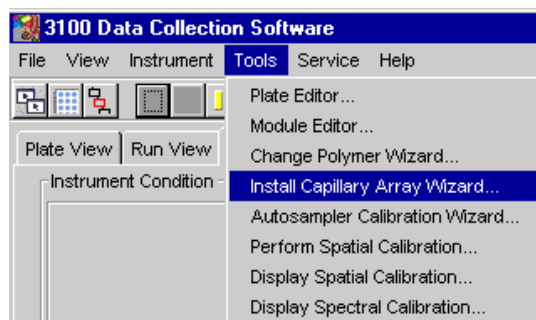 3100 Data Collection Software
File View Instrument Tools Service Help
Plate Editor...
Module Editor...
Plate View Run View
Change Polymer Wizard...
Instrument Condition
Install Capillary Array Wizard...
Autosampler Calibration Wizard...
Perform Spatial Calibration...
Display Spatial Calibration...
Display Spectral Calibration...